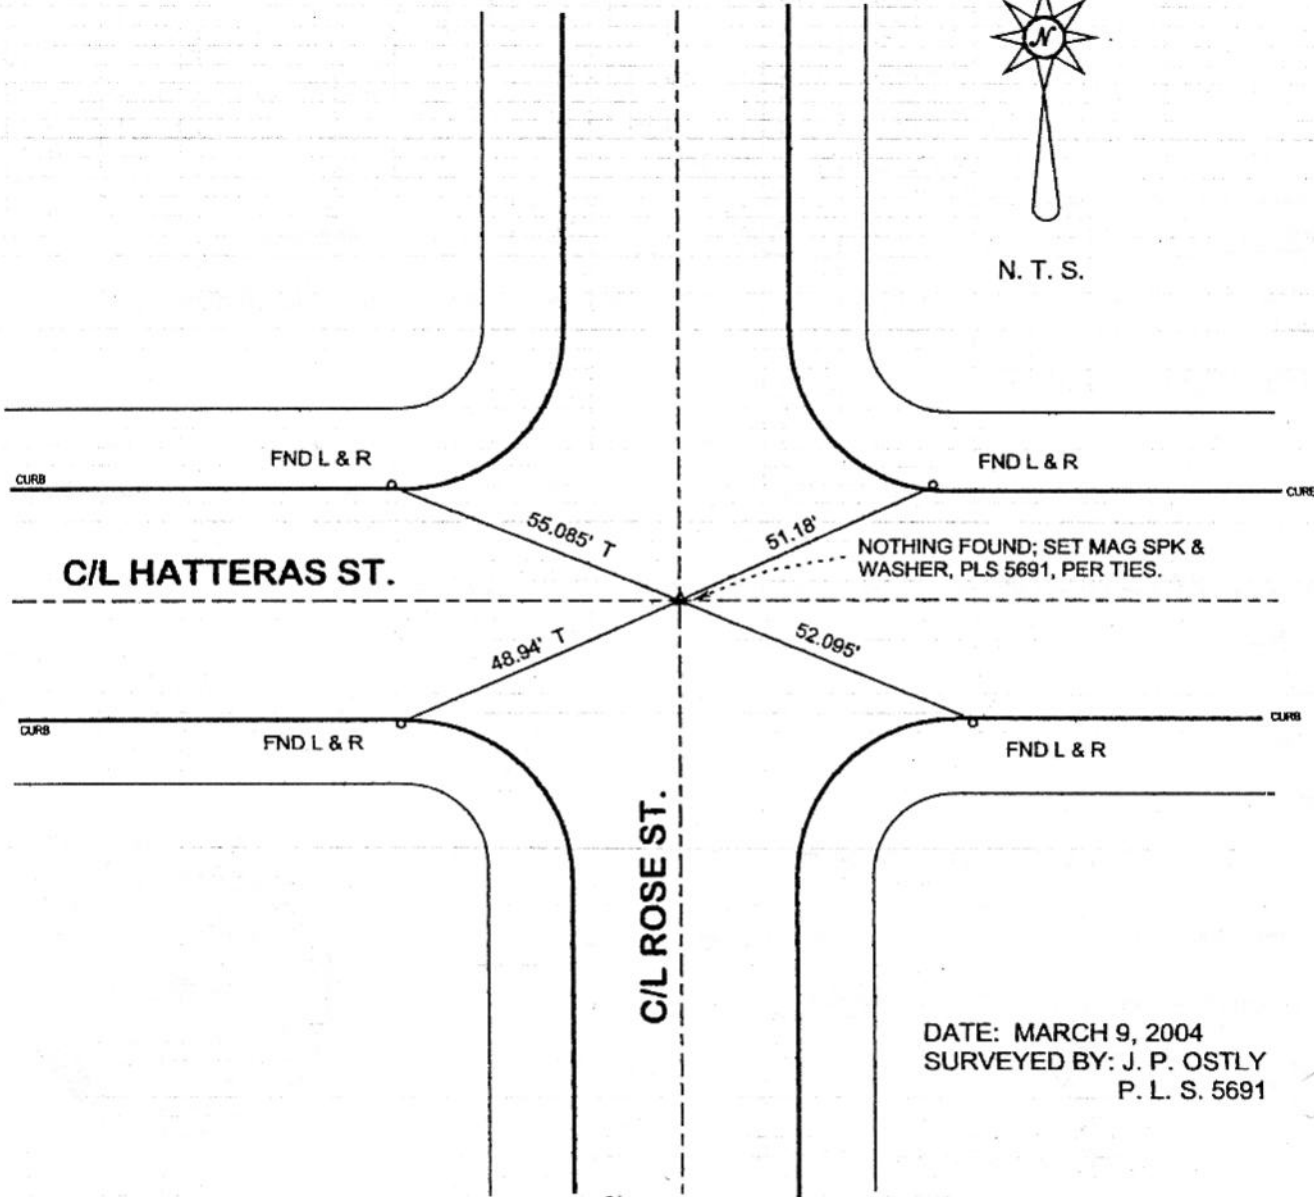 N
N. T. S.
FND L & R
FND L & R
CURB
CURB
55.085' T
51.18'
NOTHING FOUND; SET MAG SPK &
WASHER, PLS 5691, PER TIES.
C/L HATTERAS ST.
48.94' T
52.095'
CURB
CURB
FND L & R
FND L & R
C/L ROSE ST.
DATE: MARCH 9, 2004
SURVEYED BY: J. P. OSTLY
P. L. S. 5691